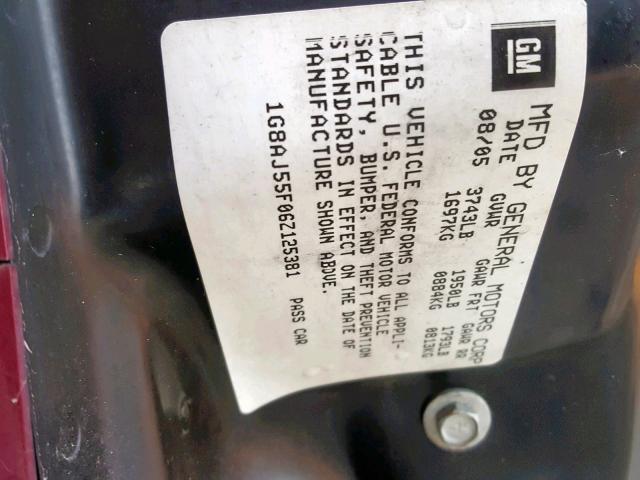 GM
MFD BY GENERAL MOTORS CORP
DATE GVWR GAWR FRT GAWR RR
08/05 3743LB 1950LB 1793LB
1697KG 0884KG 0813KG
THIS VEHICLE CONFORMS TO ALL APPLI-
CABLE U.S. FEDERAL MOTOR VEHICLE
SAFETY, BUMPER, AND THEFT PREVENTION
STANDARDS IN EFFECT ON THE DATE OF
MANUFACTURE SHOWN ABOVE.
1G8AJ55F06Z125381 PASS CAR